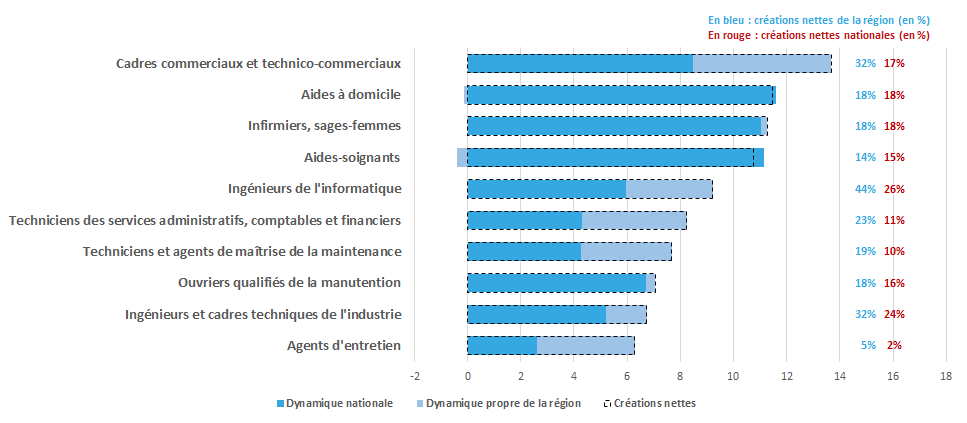 En bleu : créations nettes de la région (en %)
En rouge : créations nettes nationales (en %)
Cadres commerciaux et technico-commerciaux 32% 17%
Aides à domicile 18% 18%
Infirmiers, sages-femmes 18% 18%
Aides-soignants 14% 15%
Ingénieurs de l'informatique 44% 26%
Techniciens des services administratifs, comptables et financiers 23% 11%
Techniciens et agents de maîtrise de la maintenance 19% 10%
Ouvriers qualifiés de la manutention 18% 16%
Ingénieurs et cadres techniques de l'industrie 32% 24%
Agents d'entretien 5% 2%
-2 0 2 4 6 8 10 12 14 16 18
Dynamique nationale Dynamique propre de la région Créations nettes